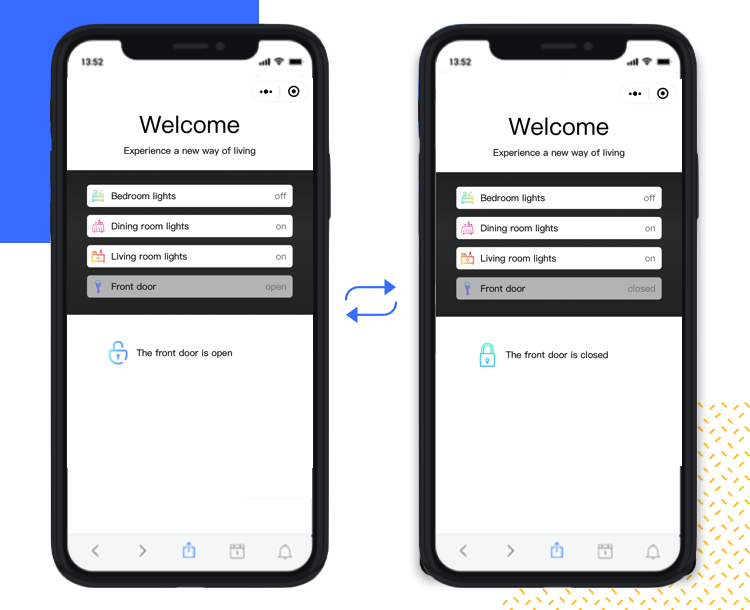 13:52
Welcome
Experience a new way of living
Bedroom lights off
Dining room lights on
Living room lights on
Front door open
The front door is open
13:52
Welcome
Experience a new way of living
Bedroom lights off
Dining room lights on
Living room lights on
Front door closed
The front door is closed